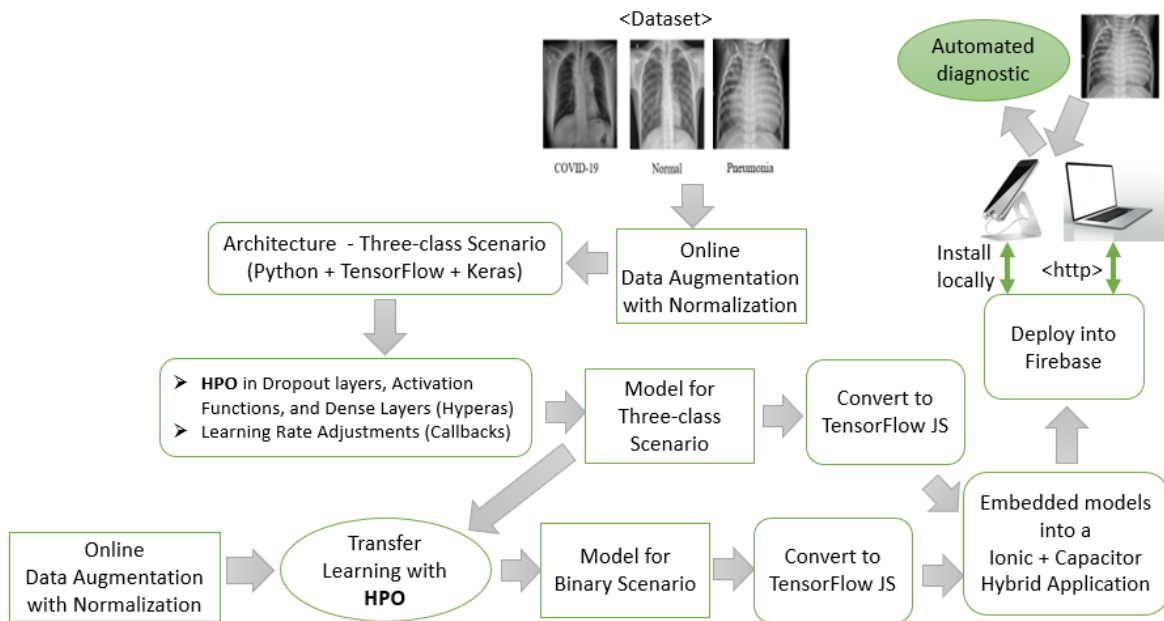 <Dataset>
COVID-19
Normal
Pneumonia
Automated
diagnostic
Architecture - Three-class Scenario
(Python + TensorFlow + Keras)
Online
Data Augmentation
with Normalization
Install
locally
<http>
Deploy into
Firebase
➢ HPO in Dropout layers, Activation
Functions, and Dense Layers (Hyperas)
➢ Learning Rate Adjustments (Callbacks)
Model for
Three-class
Scenario
Convert to
TensorFlow JS
Online
Data Augmentation
with Normalization
Transfer
Learning with
HPO
Model for
Binary Scenario
Convert to
TensorFlow JS
Embedded models
into a
Ionic + Capacitor
Hybrid Application